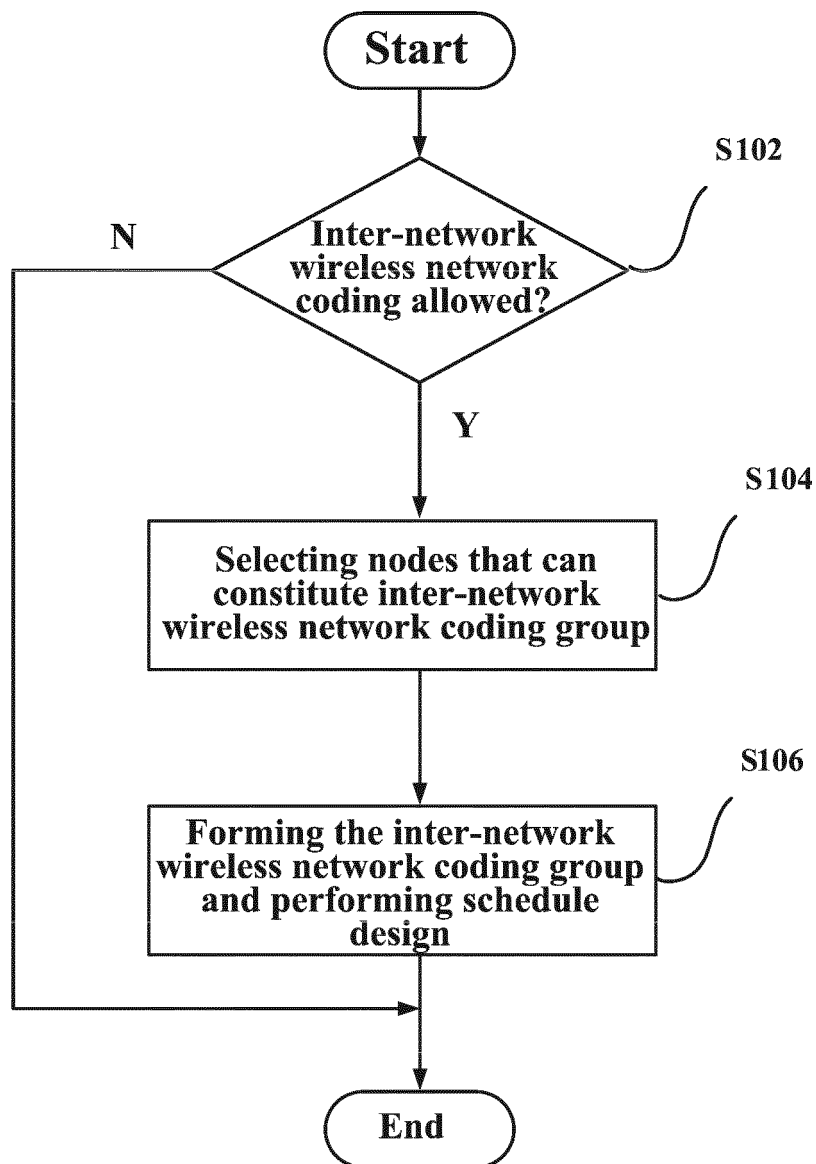 Start
S102
N
Inter-network
wireless network
coding allowed?
Y
S104
Selecting nodes that can
constitute inter-network
wireless network coding group
S106
Forming the inter-network
wireless network coding group
and performing schedule
design
End